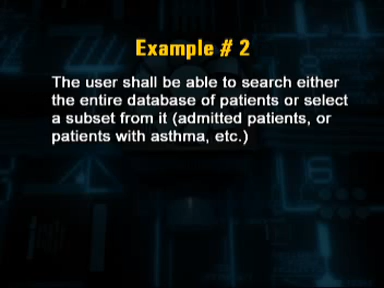 Example # 2
The user shall be able to search either
the entire database of patients or select
a subset from it (admitted patients, or
patients with asthma, etc.)